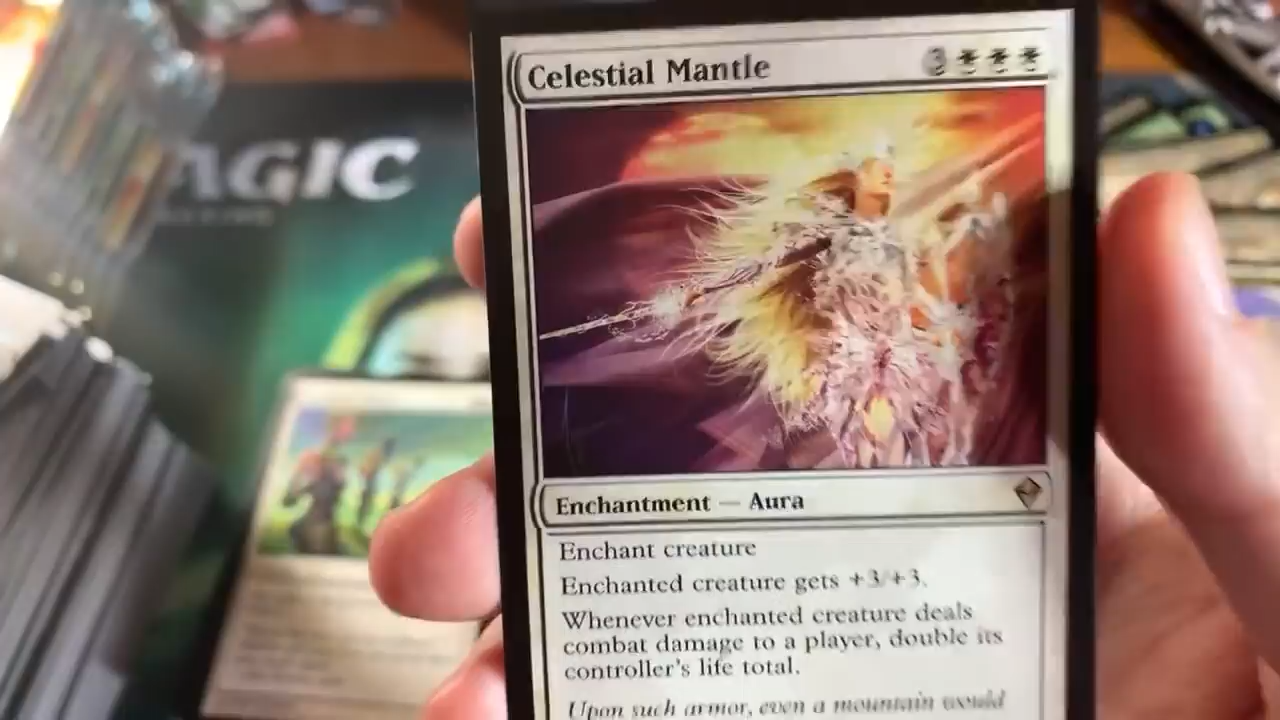 Celestial Mantle 3
AGIC
Enchantment — Aura
Enchant creature
Enchanted creature gets +3/+3.
Whenever enchanted creature deals
combat damage to a player, double its
controller's life total.
Upon such armor, even a mountain would